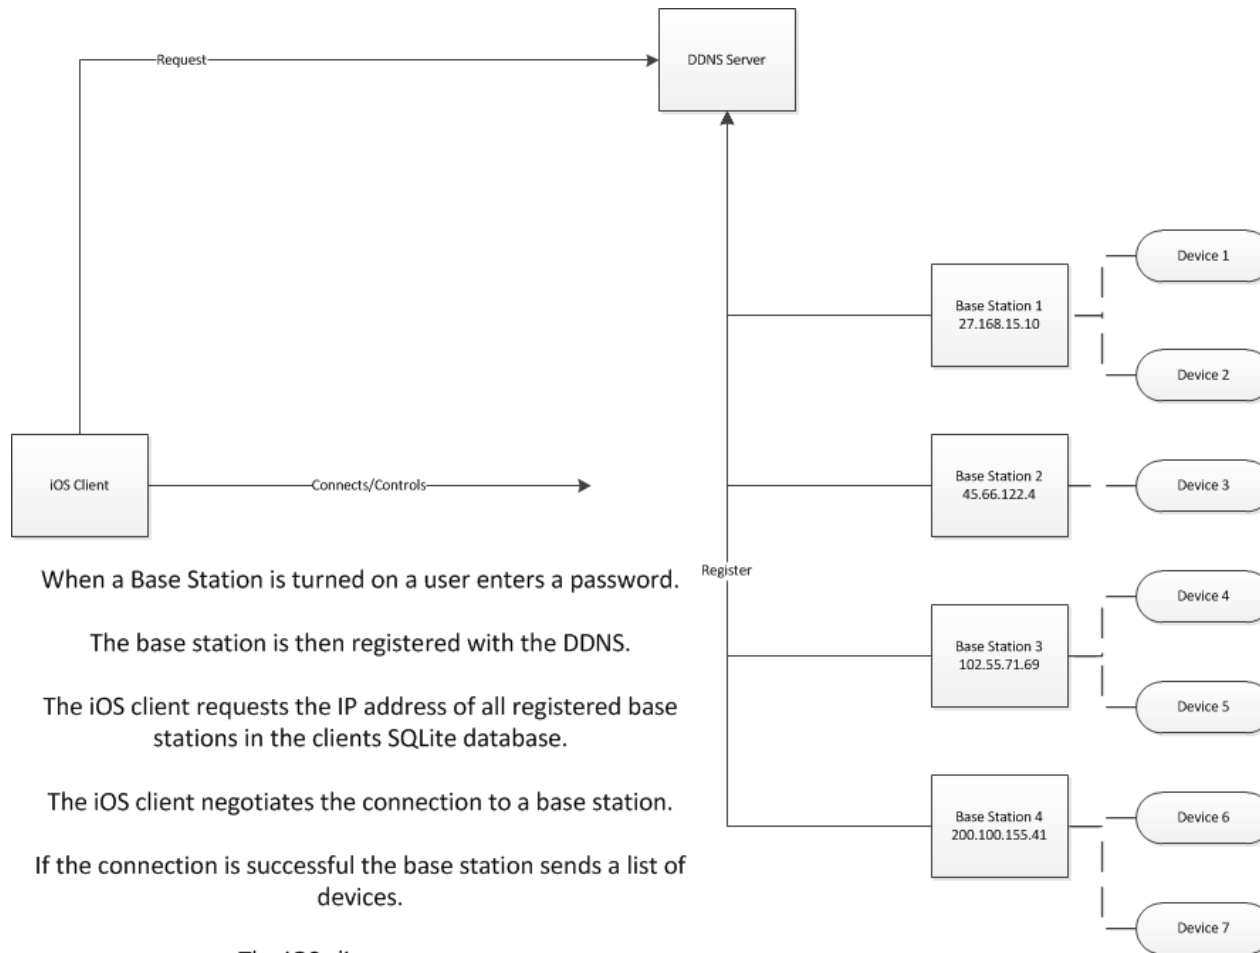 Request
DDNS Server
Device 1
Base Station 1
27.168.15.10
Device 2
iOS Client
Connects/Controls
Base Station 2
45.66.122.4
Device 3
When a Base Station is turned on a user enters a password.
Register
The base station is then registered with the DDNS.
Device 4
Base Station 3
102.55.71.69
Device 5
The iOS client requests the IP address of all registered base
stations in the clients SQLite database.
The iOS client negotiates the connection to a base station.
Base Station 4
200.100.155.41
Device 6
If the connection is successful the base station sends a list of
devices.
Device 7
The iOS